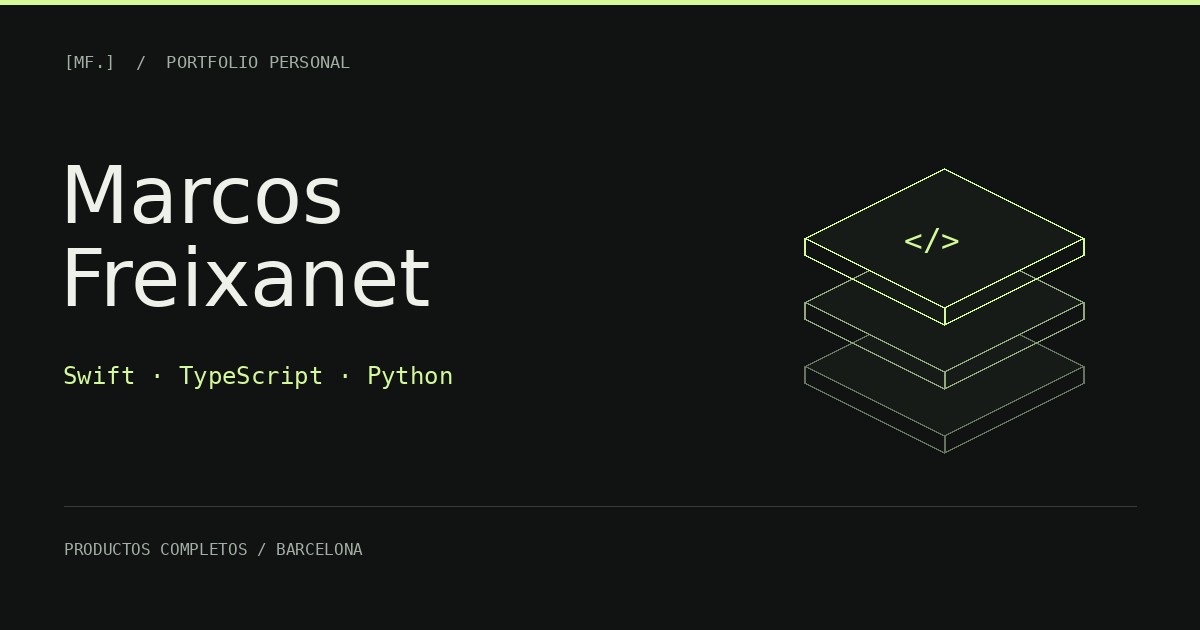 [MF.] / PORTFOLIO PERSONAL
Marcos
Freixanet
</>
Swift · TypeScript · Python
PRODUCTOS COMPLETOS / BARCELONA